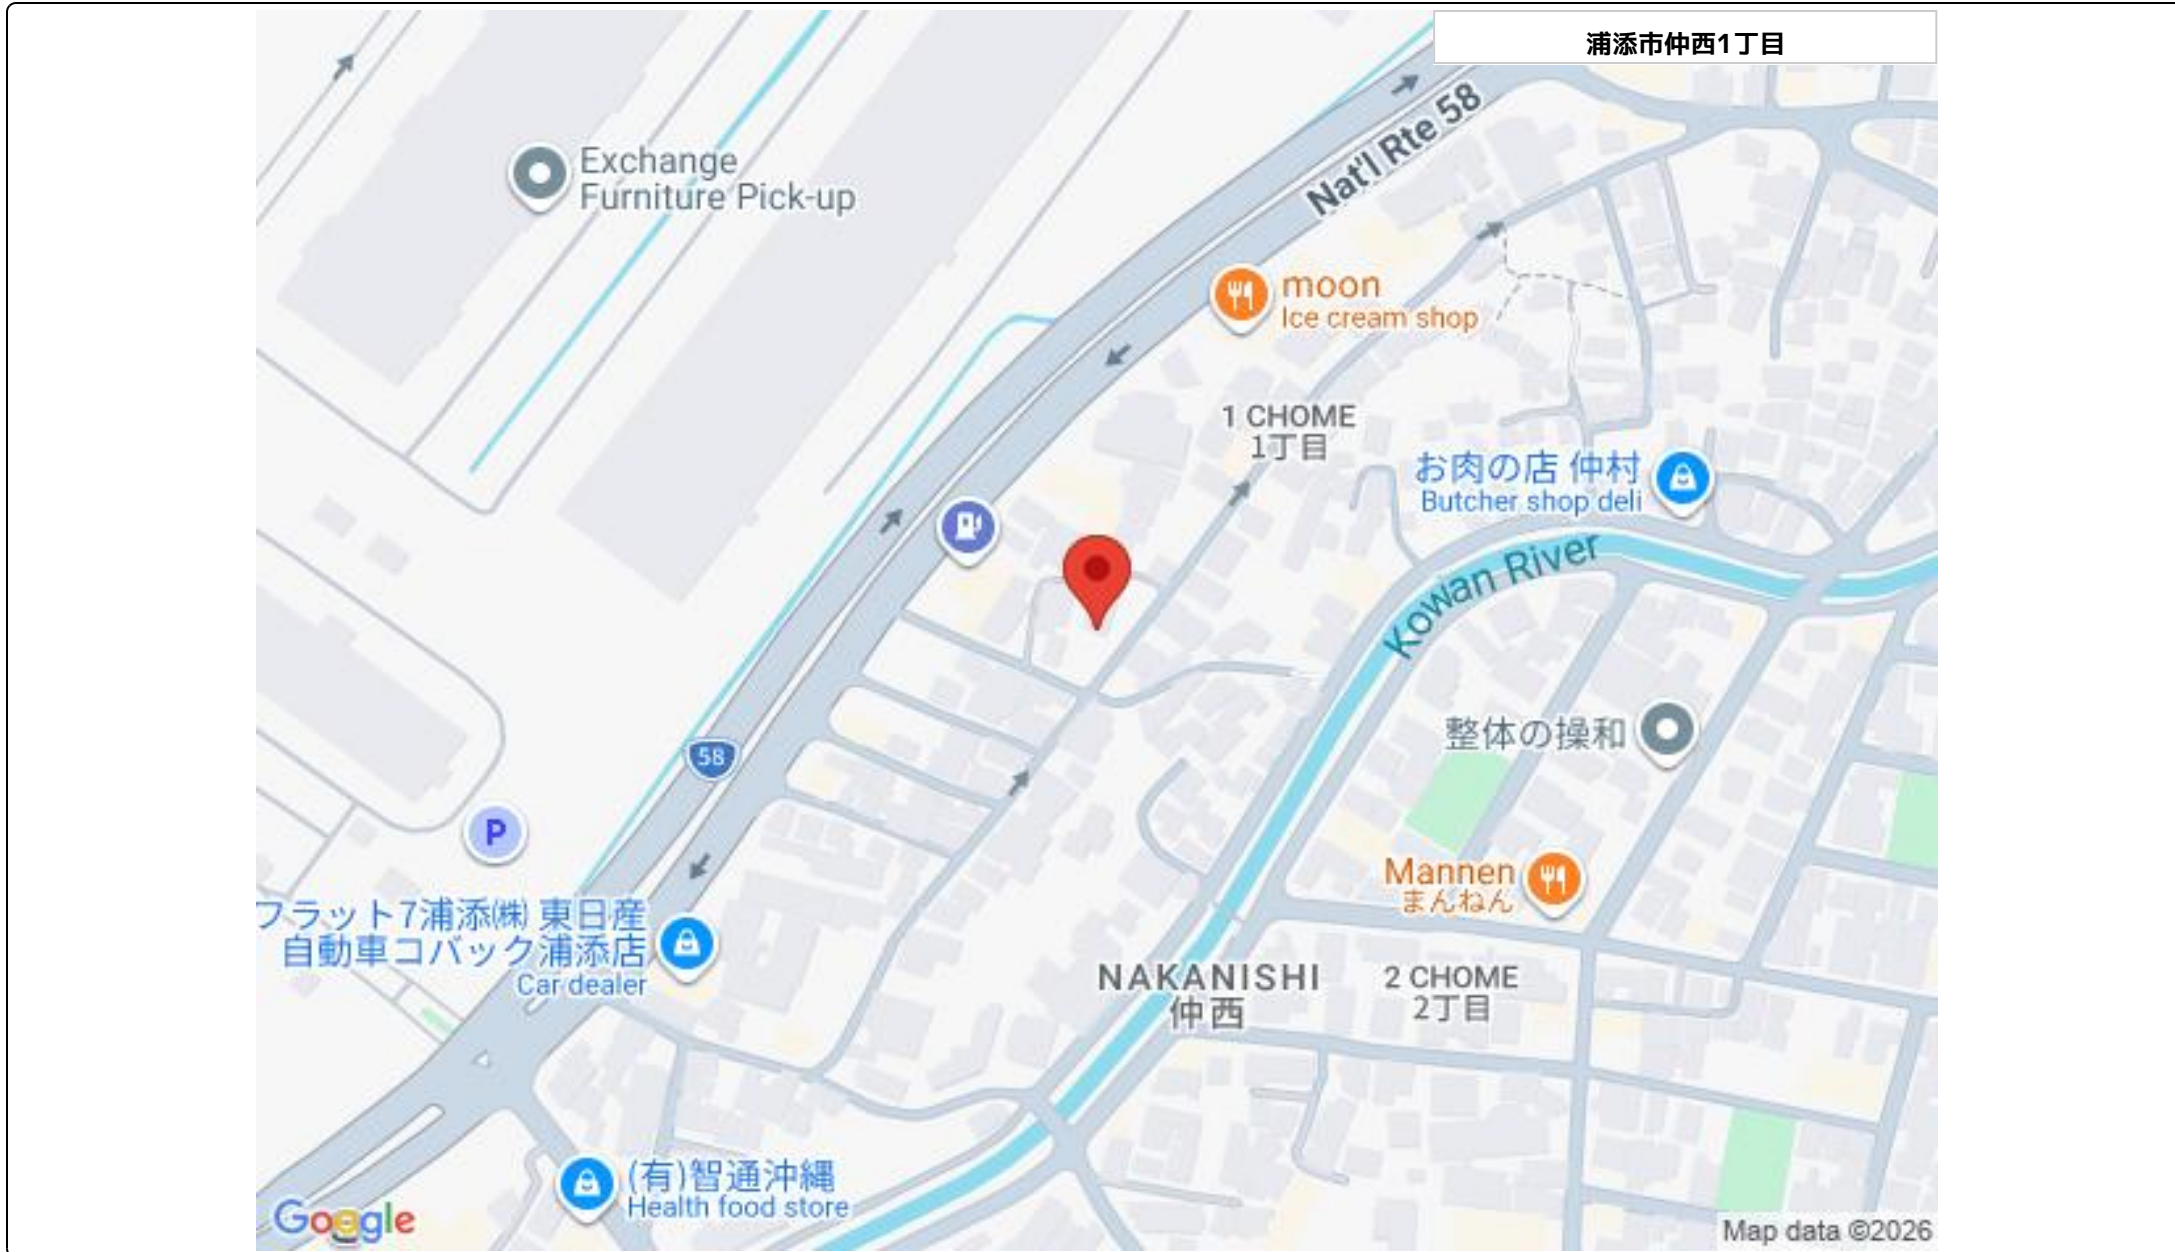 浦添市仲西1丁目
Nat'l Rte 58
Exchange
Furniture Pick-up
moon
Ice cream shop
1 CHOME
1丁目
お肉の店 仲村
Butcher shop deli
Kowan River
整体の操和
58
P
Mannen
まんねん
フラット7浦添㈱ 東日産
自動車コバック浦添店
Car dealer
NAKANISHI
仲西
2 CHOME
2丁目
(有)智通沖縄
Health food store
Google
Map data ©2026